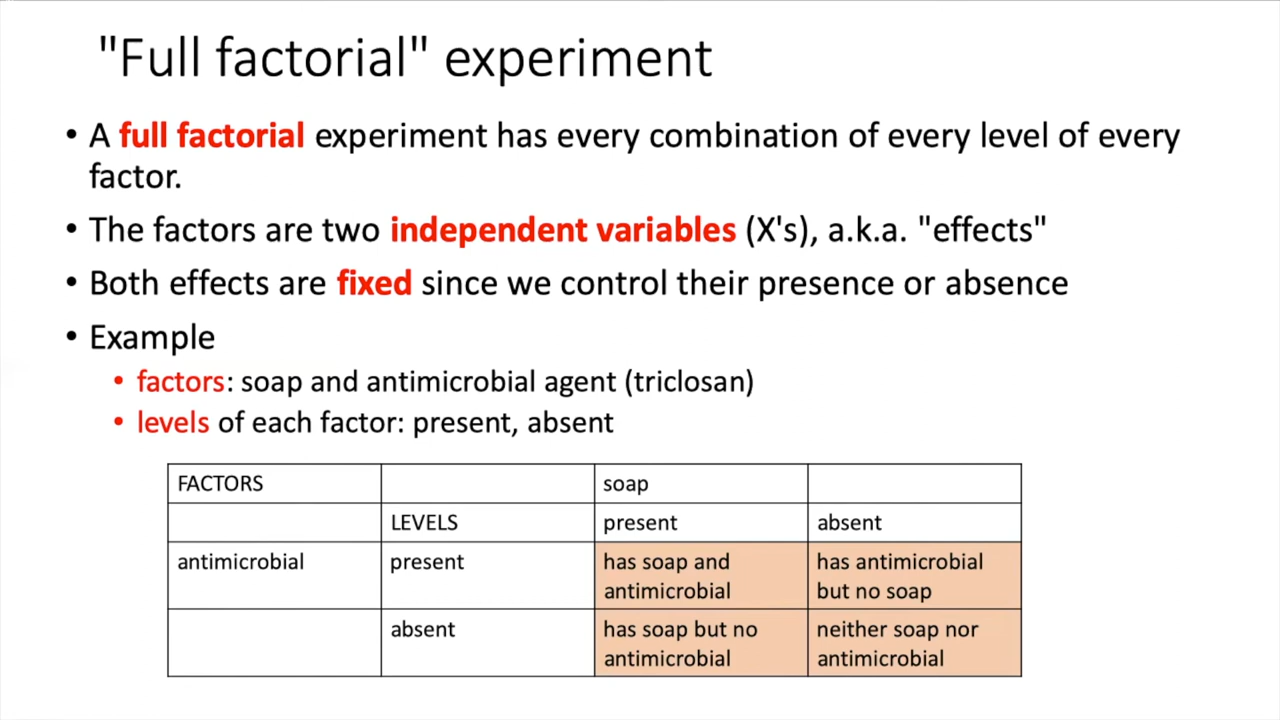 "Full factorial" experiment
• A full factorial experiment has every combination of every level of every
factor.
• The factors are two independent variables (X's), a.k.a. "effects"
• Both effects are fixed since we control their presence or absence
• Example
• factors: soap and antimicrobial agent (triclosan)
• levels of each factor: present, absent
FACTORS soap
LEVELS present absent
antimicrobial present has soap and has antimicrobial
antimicrobial but no soap
absent has soap but no neither soap nor
antimicrobial antimicrobial